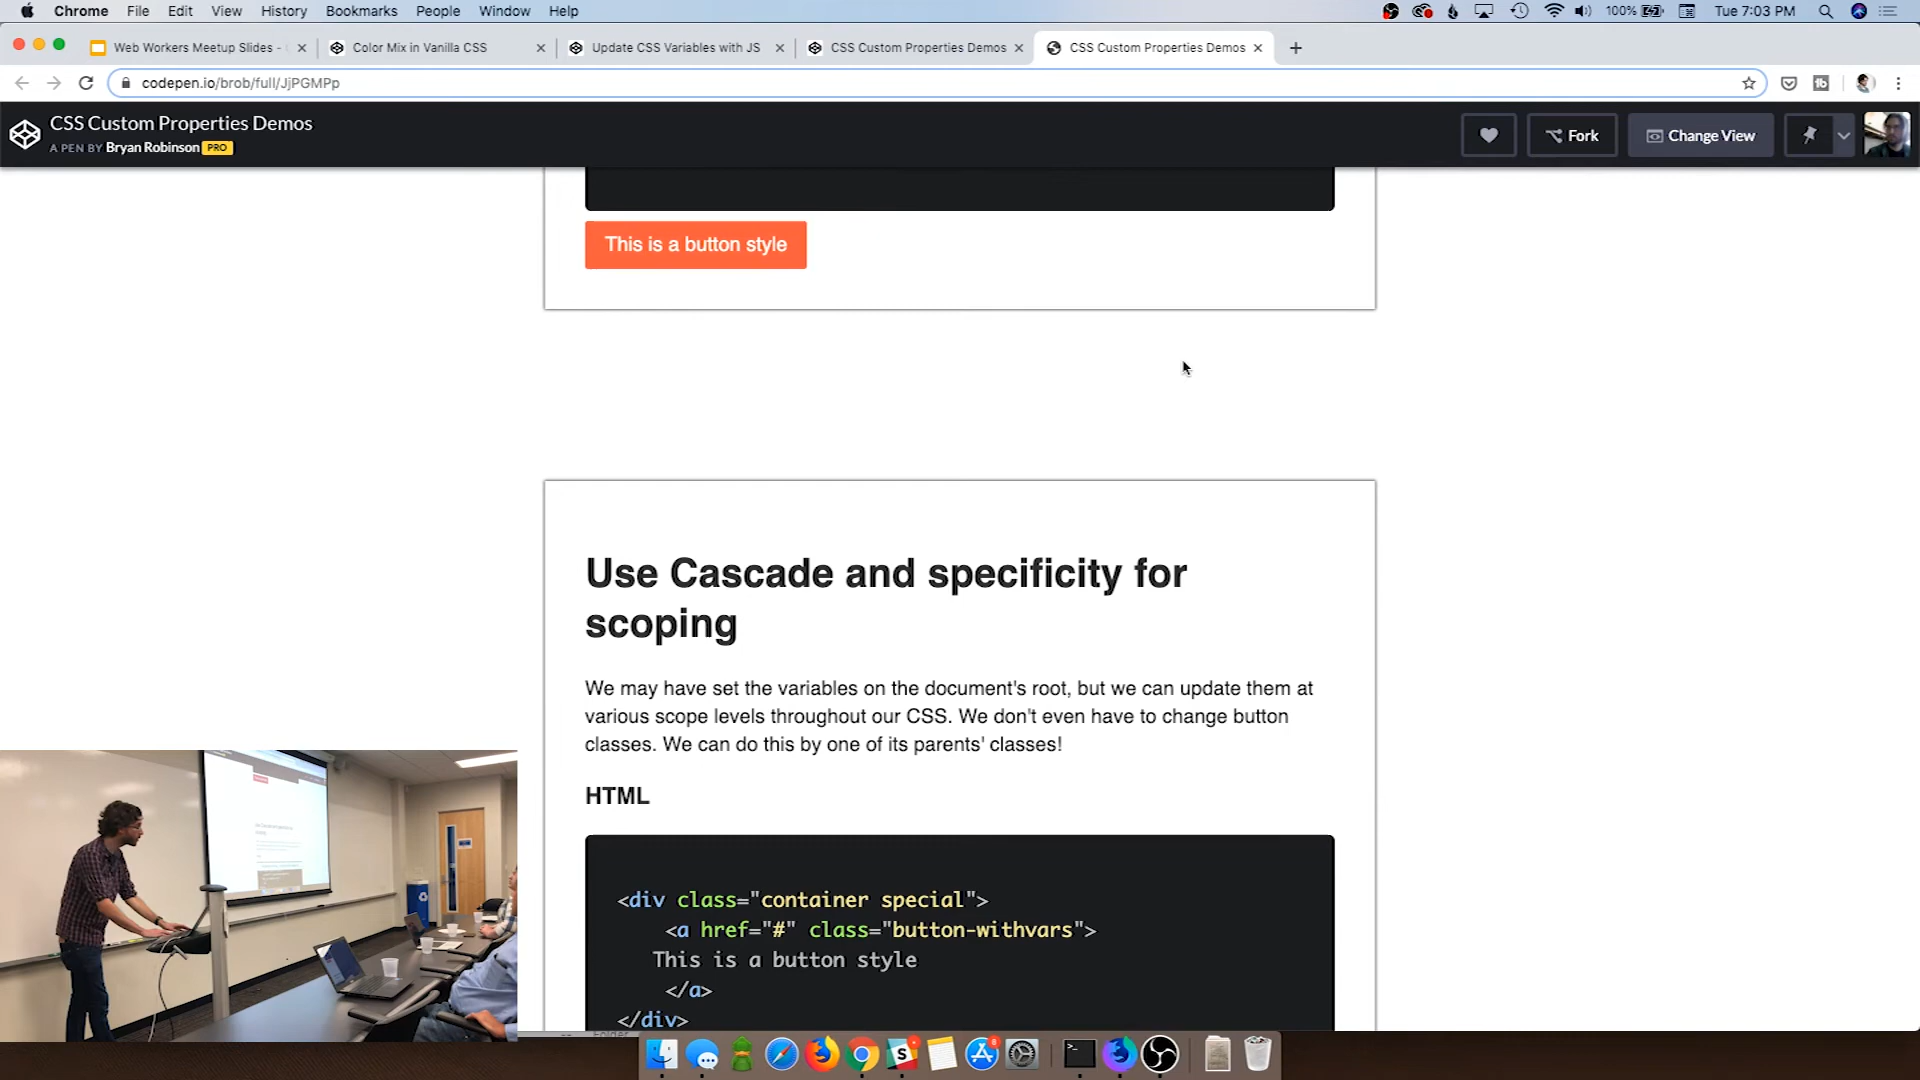 Chrome File Edit View History Bookmarks People Window Help 100% Tue 7:03 PM
Web Workers Meetup Slides - Color Mix in Vanilla CSS Update CSS Variables with JS CSS Custom Properties Demos CSS Custom Properties Demos
codepen.io/brob/full/JjPGMPp
CSS Custom Properties Demos
A PEN BY Bryan Robinson PRO
Fork Change View
This is a button style
Use Cascade and specificity for
scoping
We may have set the variables on the document's root, but we can update them at
various scope levels throughout our CSS. We don't even have to change button
classes. We can do this by one of its parents' classes!
HTML
<div class="container special">
<a href="#" class="button-withvars">
This is a button style
</a>
</div>